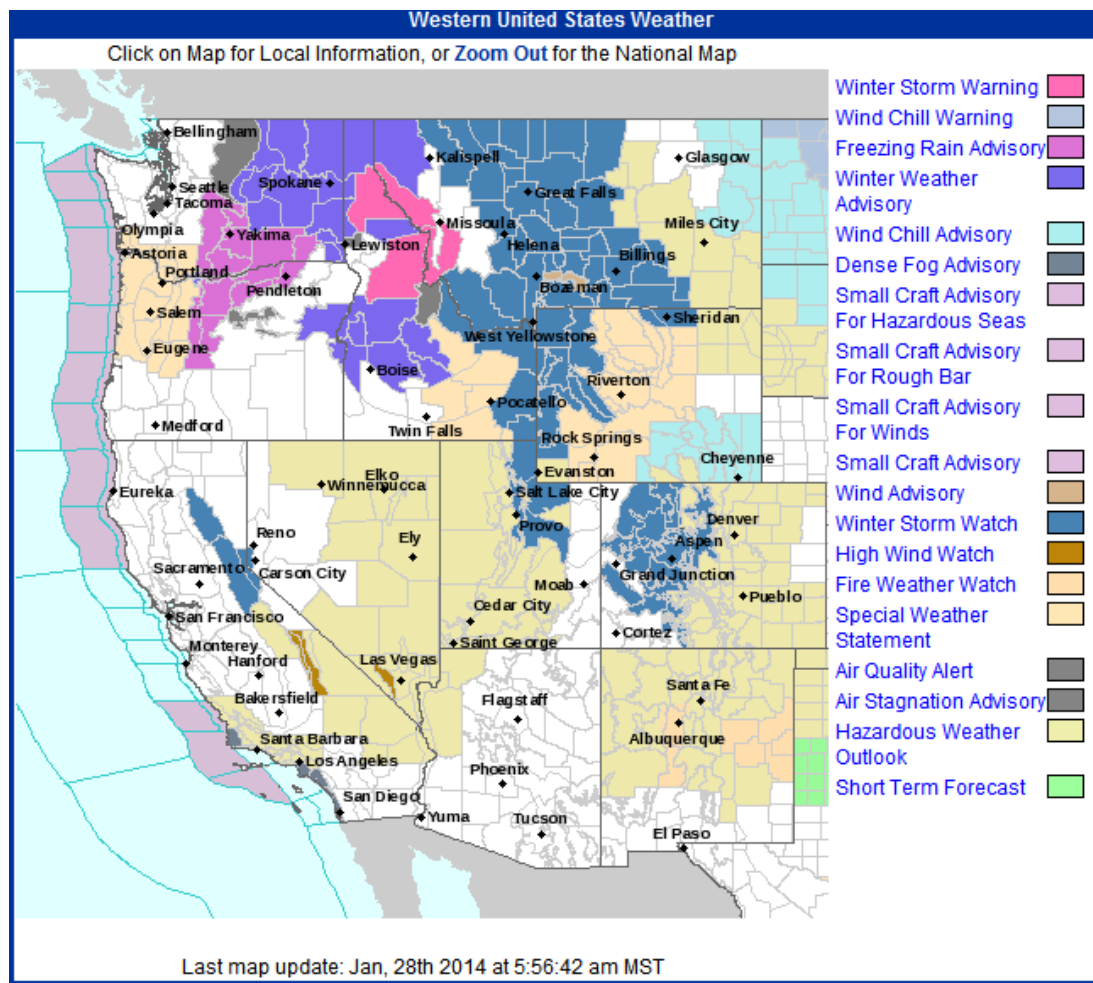 Western United States Weather
Click on Map for Local Information, or Zoom Out for the National Map
Bellingham
Seattle
Tacoma
Olympia
Astoria
Portland
Salem
Eugene
Medford
Spokane
Yakima
Pendleton
Lewiston
Kalispell
Missoula
Great Falls
Helena
Glasgow
Miles City
Billings
Bozeman
West Yellowstone
Sheridan
Boise
Pocatello
Twin Falls
Riverton
Rock Springs
Evanston
Cheyenne
Eureka
Winnemucca
Elko
Ely
Reno
Carson City
Sacramento
San Francisco
Monterey
Hanford
Bakersfield
Las Vegas
Santa Barbara
Los Angeles
San Diego
Salt Lake City
Provo
Moab
Cedar City
Saint George
Denver
Aspen
Grand Junction
Pueblo
Cortez
Flagstaff
Phoenix
Tucson
Yuma
Santa Fe
Albuquerque
El Paso
Winter Storm Warning
Wind Chill Warning
Freezing Rain Advisory
Winter Weather
Advisory
Wind Chill Advisory
Dense Fog Advisory
Small Craft Advisory
For Hazardous Seas
Small Craft Advisory
For Rough Bar
Small Craft Advisory
For Winds
Small Craft Advisory
Wind Advisory
Winter Storm Watch
High Wind Watch
Fire Weather Watch
Special Weather
Statement
Air Quality Alert
Air Stagnation Advisory
Hazardous Weather
Outlook
Short Term Forecast
Last map update: Jan, 28th 2014 at 5:56:42 am MST